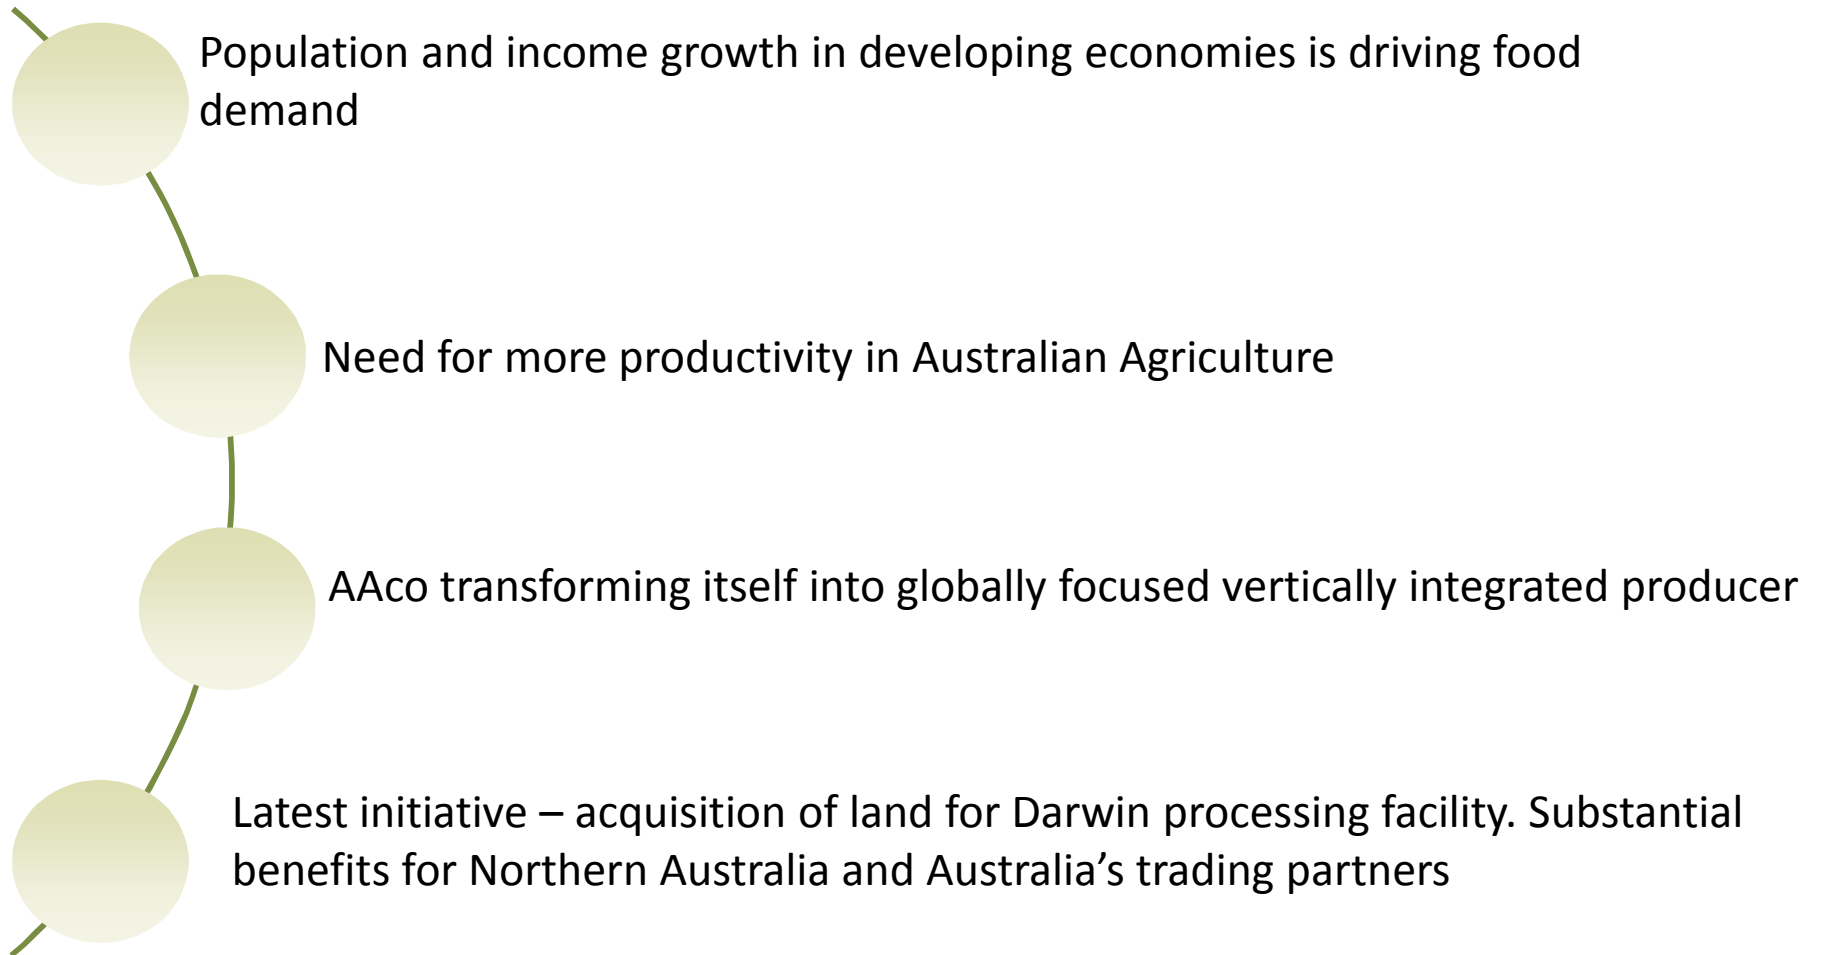 Population and income growth in developing economies is driving food
demand
Need for more productivity in Australian Agriculture
AAco transforming itself into globally focused vertically integrated producer
Latest initiative – acquisition of land for Darwin processing facility. Substantial
benefits for Northern Australia and Australia’s trading partners